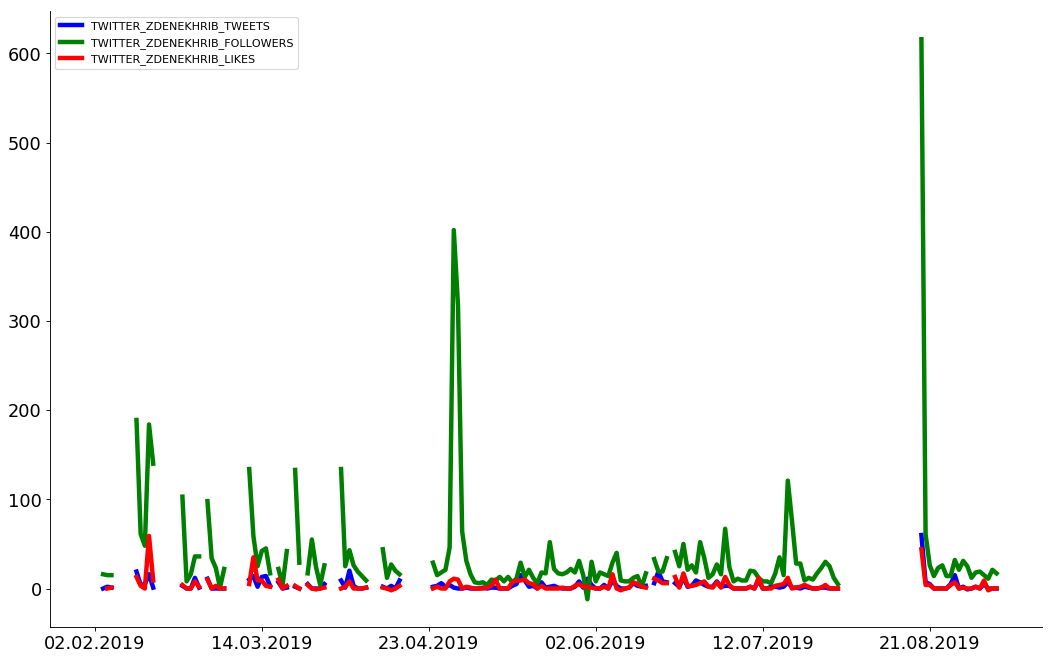 TWITTER_ZDENEKHRIB_TWEETS
TWITTER_ZDENEKHRIB_FOLLOWERS
TWITTER_ZDENEKHRIB_LIKES
600
500
400
300
200
100
0
02.02.2019 14.03.2019 23.04.2019 02.06.2019 12.07.2019 21.08.2019